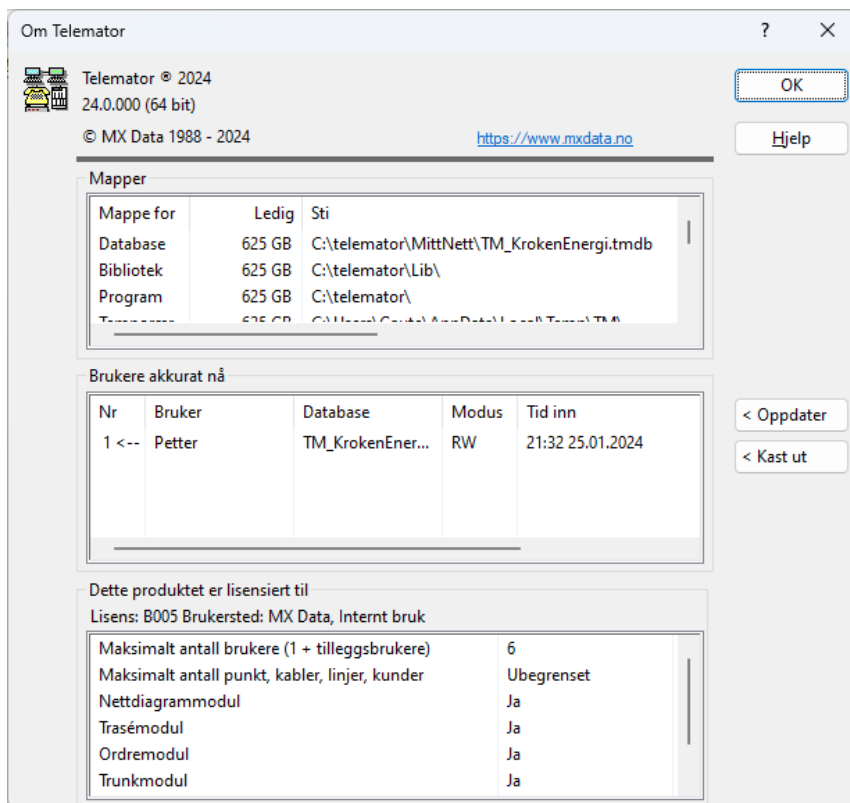 Om Telemator ?
Telemator ® 2024
24.0.000 (64 bit)
© MX Data 1988 - 2024 https://www.mxdata.no
OK
Hjelp
Mapper
Mappe for Ledig Sti
Database 625 GB C:\telemator\MittNett\TM_KrokenEnergi.tmdb
Bibliotek 625 GB C:\telemator\Lib\
Program 625 GB C:\telemator\
625 GB
Brukere akkurat nå
Nr Bruker Database Modus Tid inn
1 <-- Petter TM_KrokenEner... RW 21:32 25.01.2024
< Oppdater
< Kast ut
Dette produktet er lisensiert til
Lisens: B005 Brukersted: MX Data, Internt bruk
Maksimalt antall brukere (1 + tilleggsbrukere) 6
Maksimalt antall punkt, kabler, linjer, kunder Ubegrenset
Nettdiagrammodul Ja
Trasémodul Ja
Ordremodul Ja
Trunkmodul Ja